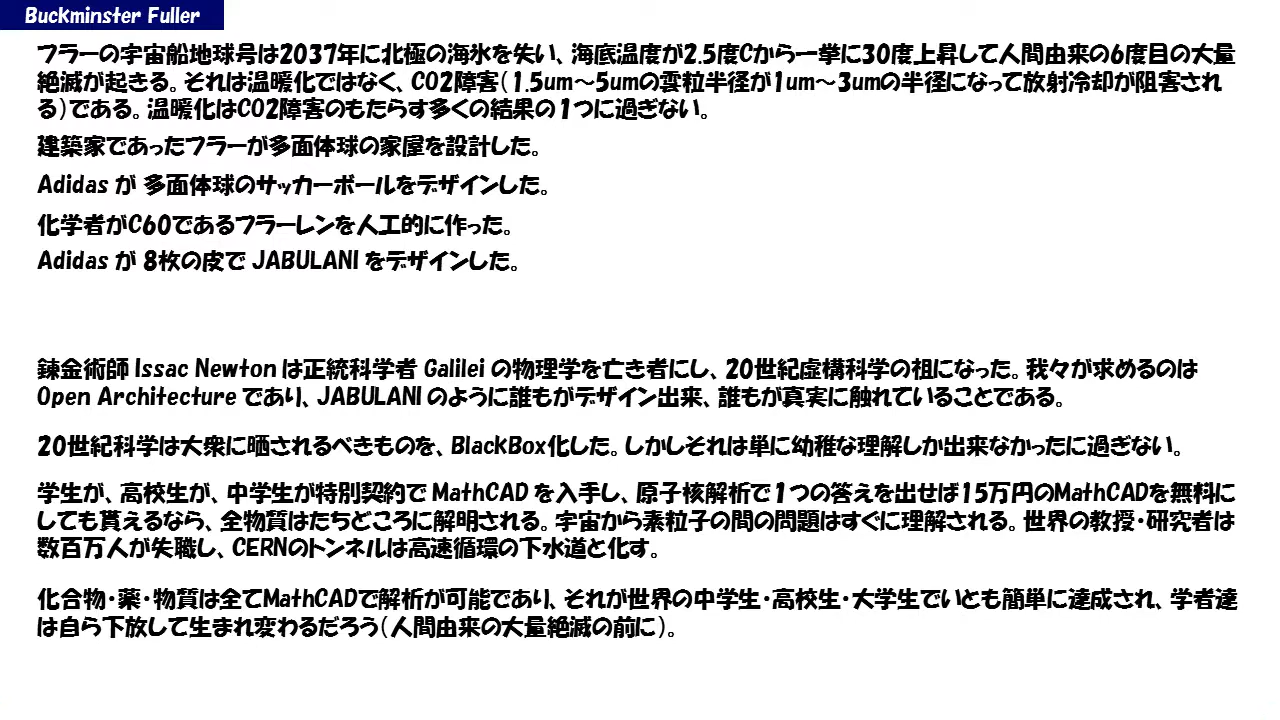 Buckminster Fuller
フラーの宇宙船地球号は2037年に北極の海氷を失い、海底温度が2.5度Cから一挙に30度上昇して人間由来の6度目の大量
絶滅が起きる。それは温暖化ではなく、CO2障害(1.5um～5umの雲粒半径が1um～3umの半径になって放射冷却が阻害され
る)である。温暖化はCO2障害のもたらす多くの結果の1つに過ぎない。
建築家であったフラーが多面体球の家屋を設計した。
Adidas が 多面体球のサッカーボールをデザインした。
化学者がC60であるフラーレンを人工的に作った。
Adidas が 8枚の皮で JABULANI をデザインした。
錬金術師 Issac Newton は正統科学者 Galilei の物理学を亡き者にし、20世紀虚構科学の祖になった。我々が求めるのは
Open Architecture であり、JABULANI のように誰もがデザイン出来、誰もが真実に触れていることである。
20世紀科学は大衆に晒されるべきものを、BlackBox化した。しかしそれは単に幼稚な理解しか出来なかったに過ぎない。
学生が、高校生が、中学生が特別契約で MathCAD を入手し、原子核解析で1つの答えを出せば15万円のMathCADを無料に
しても貰えるなら、全物質はたちどころに解明される。宇宙から素粒子の間の問題はすぐに理解される。世界の教授・研究者は
数百万人が失職し、CERNのトンネルは高速循環の下水道と化す。
化合物・薬・物質は全てMathCADで解析が可能であり、それが世界の中学生・高校生・大学生でいとも簡単に達成され、学者達
は自ら下放して生まれ変わるだろう(人間由来の大量絶滅の前に)。